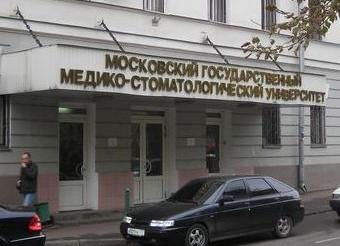 МОСКОВСКИЙ ГОСУДАРСТВЕННЫЙ
МЕДИКО-СТОМАТОЛОГИЧЕСКИЙ УНИВЕРСИТЕТ